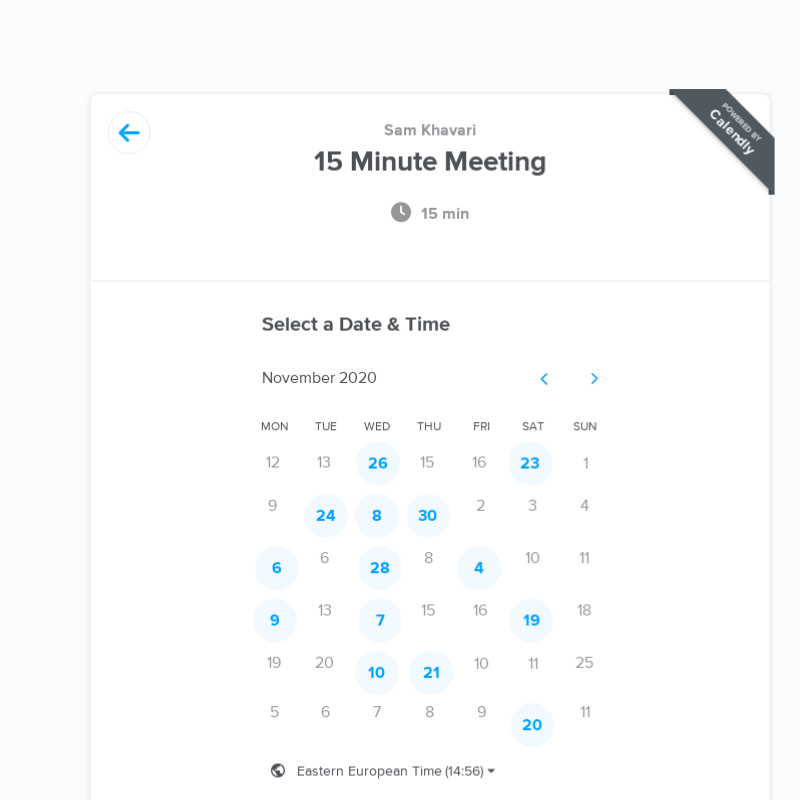 POWERED BY
Calendly
Sam Khavari
15 Minute Meeting
15 min
Select a Date & Time
November 2020
MON TUE WED THU FRI SAT SUN
12 13 26 15 16 23 1
9 24 8 30 2 3 4
6 6 28 8 4 10 11
9 13 7 15 16 19 18
19 20 10 21 10 11 25
5 6 7 8 9 20 11
Eastern European Time (14:56)